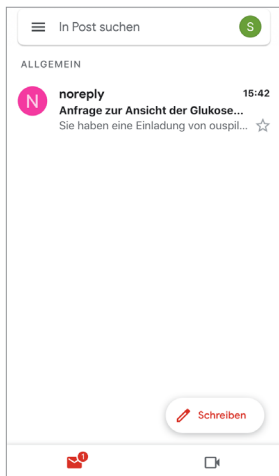 In Post suchen
S
ALLGEMEIN
N
noreply
15:42
Anfrage zur Ansicht der Glukose...
Sie haben eine Einladung von ouspil...
Schreiben
1